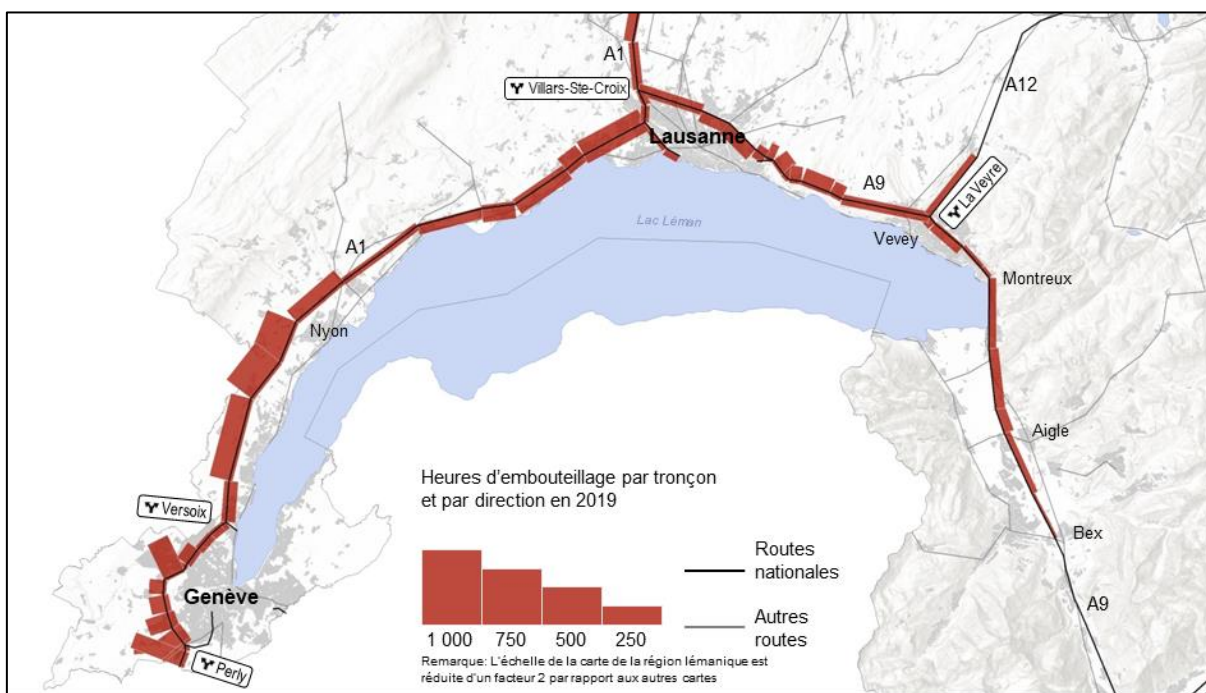 A1
A12
Villars-Ste-Croix
Lausanne
La Veyre
A9
Lac Léman
Vevey
A1
Montreux
Nyon
Aigle
Heures d'embouteillage par tronçon
et par direction en 2019
Versoix
Bex
Routes
nationales
Genève
A9
Autres
routes
1 000 750 500 250
Perly
Remarque: L'échelle de la carte de la région lémanique est
réduite d'un facteur 2 par rapport aux autres cartes